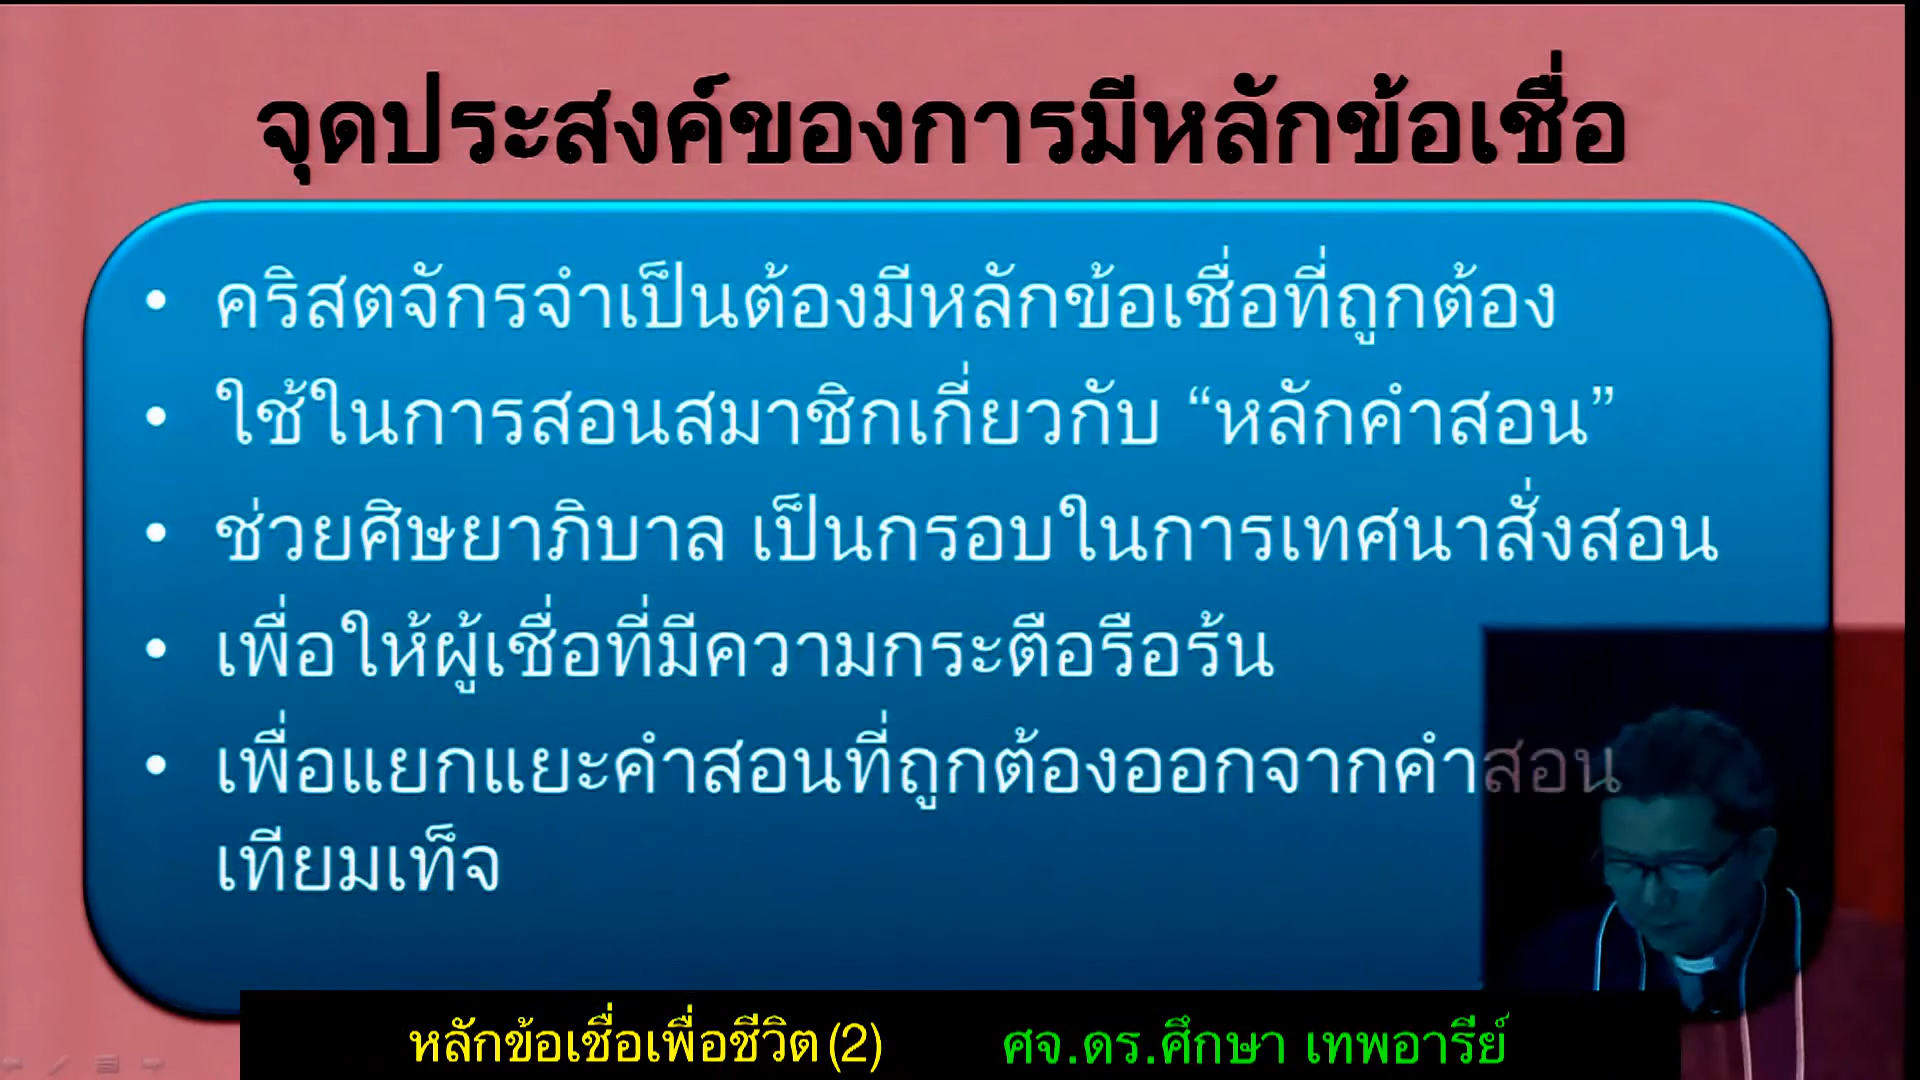 จุดประสงค์ของการมีหลักข้อเชื่อ
• คริสตจักรจำเป็นต้องมีหลักข้อเชื่อที่ถูกต้อง
• ใช้ในการสอนสมาชิกเกี่ยวกับ “หลักคำสอน”
• ช่วยศิษยาภิบาล เป็นกรอบในการเทศนาสั่งสอน
• เพื่อให้ผู้เชื่อที่มีความกระตือรือร้น
• เพื่อแยกแยะคำสอนที่ถูกต้องออกจากคำสอน
เทียมเท็จ
หลักข้อเชื่อเพื่อชีวิต (2) ศจ.ดร.ศึกษา เทพอารีย์